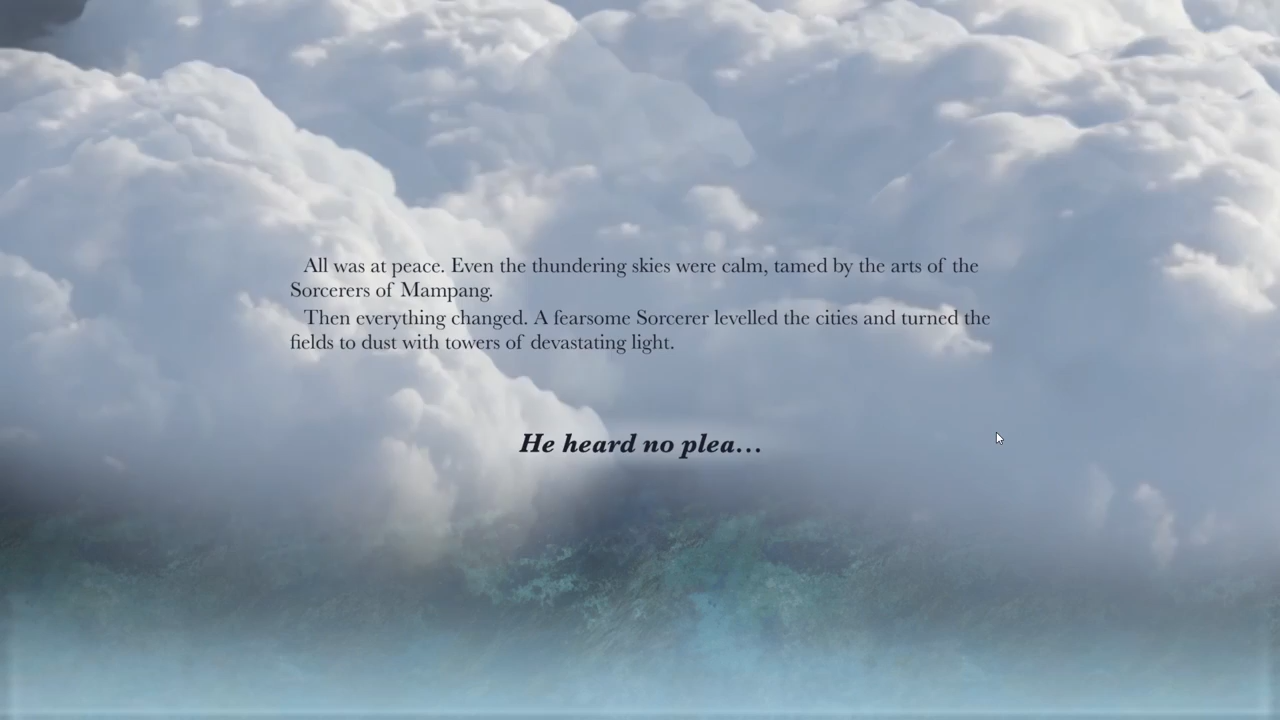 All was at peace. Even the thundering skies were calm, tamed by the arts of the
Sorcerers of Mampang.
Then everything changed. A fearsome Sorcerer levelled the cities and turned the
fields to dust with towers of devastating light.
He heard no plea…